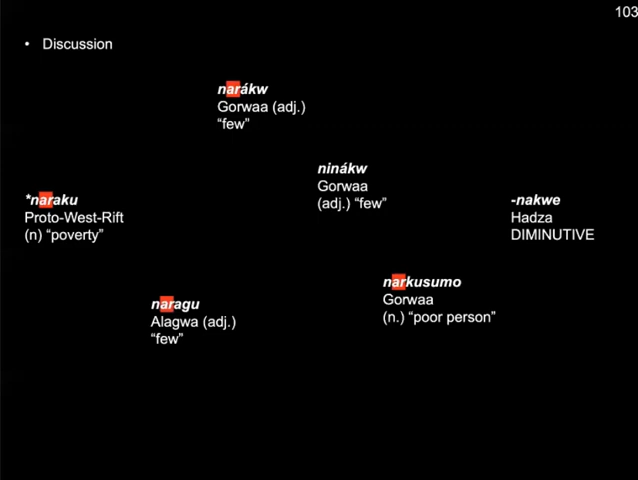 103
• Discussion
narákw
Gorwaa (adj.)
“few”
ninákw
Gorwaa
(adj.) “few”
*naraku
Proto-West-Rift
(n) “poverty”
-nakwe
Hadza
DIMINUTIVE
naragu
Alagwa (adj.)
“few”
narkusumo
Gorwaa
(n.) “poor person”